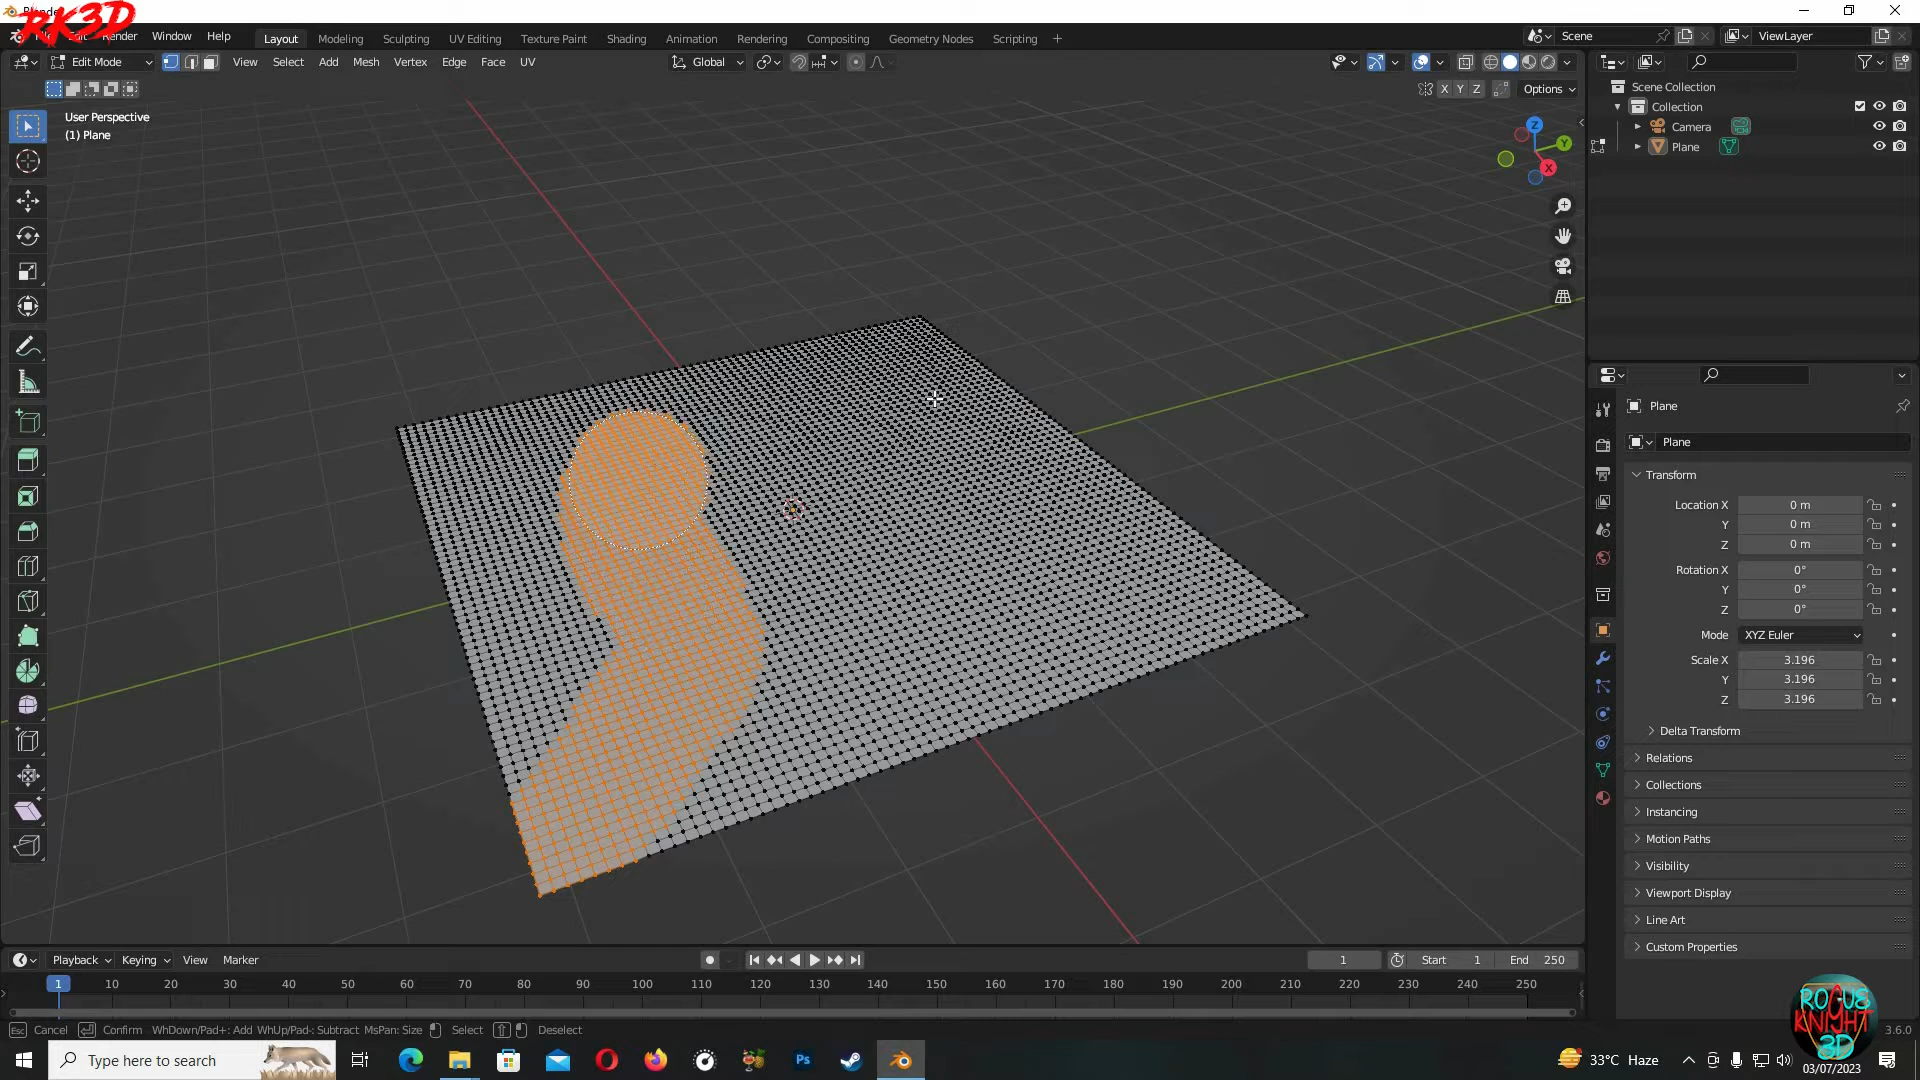 Blender
RK3D
Render Window Help
Layout Modeling Sculpting UV Editing Texture Paint Shading Animation Rendering Compositing Geometry Nodes Scripting +
Scene
ViewLayer
Edit Mode
View Select Add Mesh Vertex Edge Face UV
Global
X Y Z
Options
User Perspective
(1) Plane
Z
Y
X
Scene Collection
Collection
Camera
Plane
Plane
Plane
Transform
Location X 0 m
Y 0 m
Z 0 m
Rotation X 0°
Y 0°
Z 0°
Mode XYZ Euler
Scale X 3.196
Y 3.196
Z 3.196
Delta Transform
Relations
Collections
Instancing
Motion Paths
Visibility
Viewport Display
Line Art
Custom Properties
Playback Keying View Marker
1
Start 1
End 250
1 10 20 30 40 50 60 70 80 90 100 110 120 130 140 150 160 170 180 190 200 210 220 230 240 250
Esc Cancel Confirm WhDown/Pad+: Add WhUp/Pad-: Subtract MsPan: Size Select Deselect
3.6.0
ROGUE
KNIGHT
3D
Type here to search
Ps
33°C Haze
03/07/2023